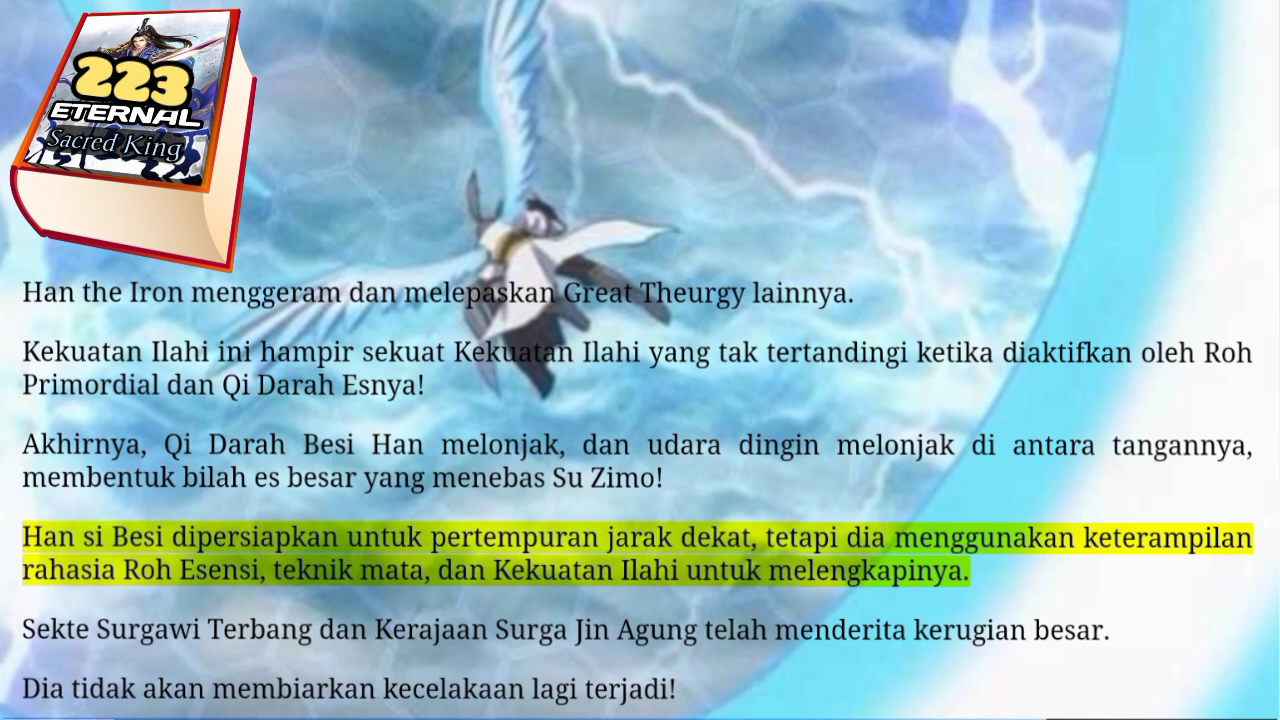 223
ETERNAL
Sacred King
Han the Iron menggeram dan melepaskan Great Theurgy lainnya.
Kekuatan Ilahi ini hampir sekuat Kekuatan Ilahi yang tak tertandingi ketika diaktifkan oleh Roh
Primordial dan Qi Darah Esnya!
Akhirnya, Qi Darah Besi Han melonjak, dan udara dingin melonjak di antara tangannya,
membentuk bilah es besar yang menebas Su Zimo!
Han si Besi dipersiapkan untuk pertempuran jarak dekat, tetapi dia menggunakan keterampilan
rahasia Roh Esensi, teknik mata, dan Kekuatan Ilahi untuk melengkapinya.
Sekte Surgawi Terbang dan Kerajaan Surga Jin Agung telah menderita kerugian besar.
Dia tidak akan membiarkan kecelakaan lagi terjadi!